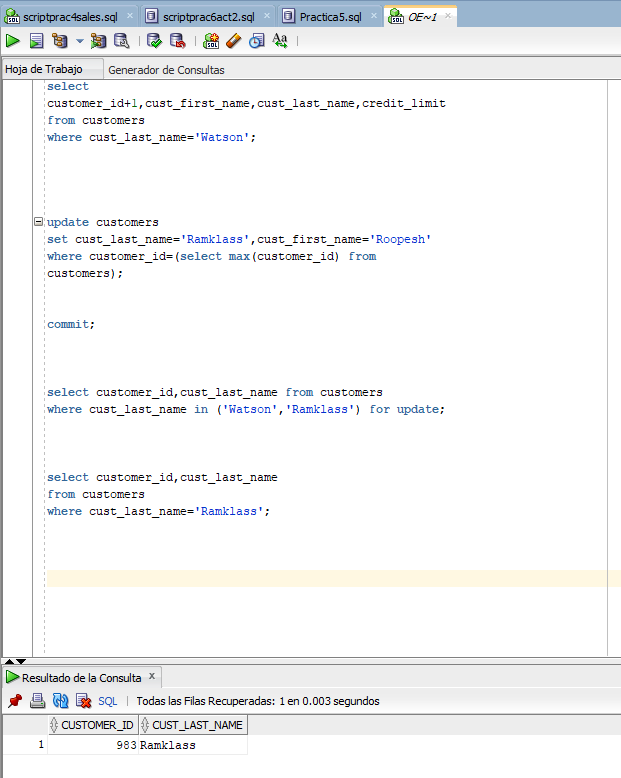 scriptprac4sales.sql scriptprac6act2.sql Practica5.sql OE~1
Hoja de Trabajo Generador de Consultas
select
customer_id+1,cust_first_name,cust_last_name,credit_limit
from customers
where cust_last_name='Watson';
update customers
set cust_last_name='Ramklass',cust_first_name='Roopesh'
where customer_id=(select max(customer_id) from
customers);
commit;
select customer_id,cust_last_name from customers
where cust_last_name in ('Watson','Ramklass') for update;
select customer_id,cust_last_name
from customers
where cust_last_name='Ramklass';
Resultado de la Consulta x
SQL | Todas las Filas Recuperadas: 1 en 0.003 segundos
CUSTOMER_ID CUST_LAST_NAME
1 983 Ramklass